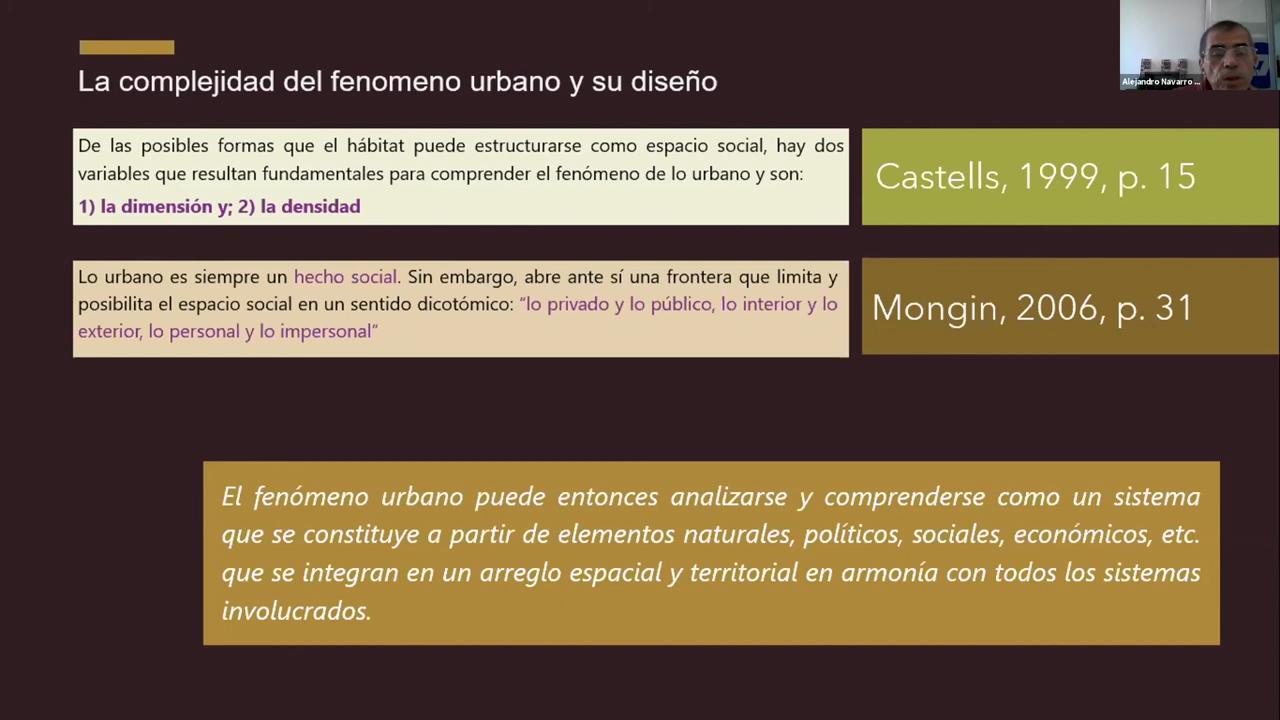 La complejidad del fenomeno urbano y su diseño
De las posibles formas que el hábitat puede estructurarse como espacio social, hay dos
variables que resultan fundamentales para comprender el fenómeno de lo urbano y son:
1) la dimensión y; 2) la densidad
Castells, 1999, p. 15
Lo urbano es siempre un hecho social. Sin embargo, abre ante sí una frontera que limita y
posibilita el espacio social en un sentido dicotómico: “lo privado y lo público, lo interior y lo
exterior, lo personal y lo impersonal”
Mongin, 2006, p. 31
El fenómeno urbano puede entonces analizarse y comprenderse como un sistema
que se constituye a partir de elementos naturales, políticos, sociales, económicos, etc.
que se integran en un arreglo espacial y territorial en armonía con todos los sistemas
involucrados.
Alejandro Navarro ...